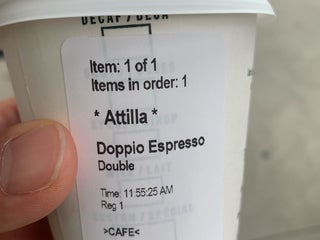 DECAF / DECA
Item: 1 of 1
Items in order: 1
* Attilla *
Doppio Espresso
Double
Time: 11:55:25 AM
Reg 1
>CAFE<